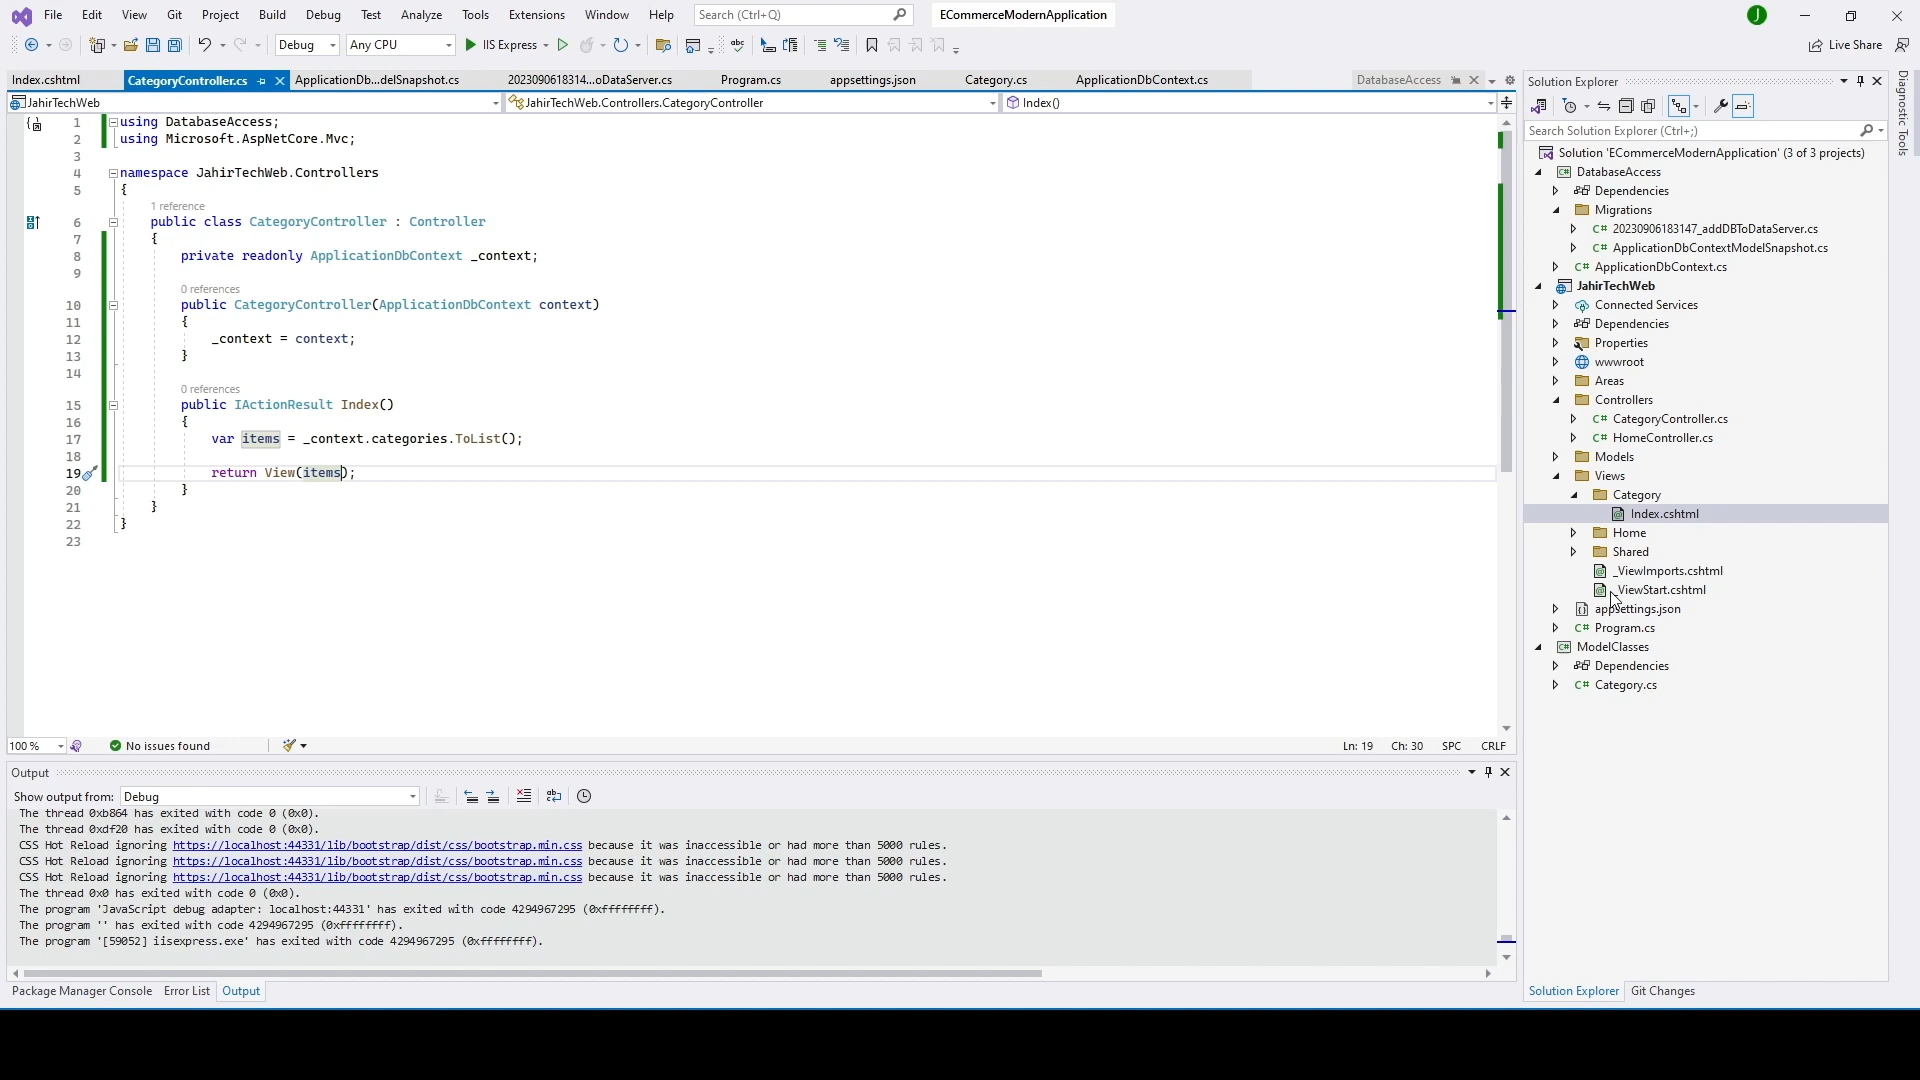 File Edit View Git Project Build Debug Test Analyze Tools Extensions Window Help Search (Ctrl+Q) ECommerceModernApplication J
Debug Any CPU IIS Express Live Share
Index.cshtml CategoryController.cs ApplicationDb...delSnapshot.cs 2023090618314...oDataServer.cs Program.cs appsettings.json Category.cs ApplicationDbContext.cs DatabaseAccess
JahirTechWeb JahirTechWeb.Controllers.CategoryController Index()
1 using DatabaseAccess;
2 using Microsoft.AspNetCore.Mvc;
3
4 namespace JahirTechWeb.Controllers
5 {
1 reference
6 public class CategoryController : Controller
7 {
8 private readonly ApplicationDbContext _context;
9
0 references
10 public CategoryController(ApplicationDbContext context)
11 {
12 _context = context;
13 }
14
0 references
15 public IActionResult Index()
16 {
17 var items = _context.categories.ToList();
18
19 return View(items);
20 }
21 }
22 }
23
100 % No issues found Ln: 19 Ch: 30 SPC CRLF
Output
Show output from: Debug
The thread 0xb864 has exited with code 0 (0x0).
The thread 0xdf20 has exited with code 0 (0x0).
CSS Hot Reload ignoring https://localhost:44331/lib/bootstrap/dist/css/bootstrap.min.css because it was inaccessible or had more than 5000 rules.
CSS Hot Reload ignoring https://localhost:44331/lib/bootstrap/dist/css/bootstrap.min.css because it was inaccessible or had more than 5000 rules.
CSS Hot Reload ignoring https://localhost:44331/lib/bootstrap/dist/css/bootstrap.min.css because it was inaccessible or had more than 5000 rules.
The thread 0x0 has exited with code 0 (0x0).
The program 'JavaScript debug adapter: localhost:44331' has exited with code 4294967295 (0xffffffff).
The program '' has exited with code 4294967295 (0xffffffff).
The program '[59052] iisexpress.exe' has exited with code 4294967295 (0xffffffff).
Package Manager Console Error List Output
Solution Explorer
Search Solution Explorer (Ctrl+;)
Solution 'ECommerceModernApplication' (3 of 3 projects)
DatabaseAccess
Dependencies
Migrations
C# 20230906183147_addDBToDataServer.cs
C# ApplicationDbContextModelSnapshot.cs
C# ApplicationDbContext.cs
JahirTechWeb
Connected Services
Dependencies
Properties
wwwroot
Areas
Controllers
C# CategoryController.cs
C# HomeController.cs
Models
Views
Category
Index.cshtml
Home
Shared
_ViewImports.cshtml
_ViewStart.cshtml
appsettings.json
C# Program.cs
C# ModelClasses
Dependencies
C# Category.cs
Solution Explorer Git Changes
Diagnostic Tools